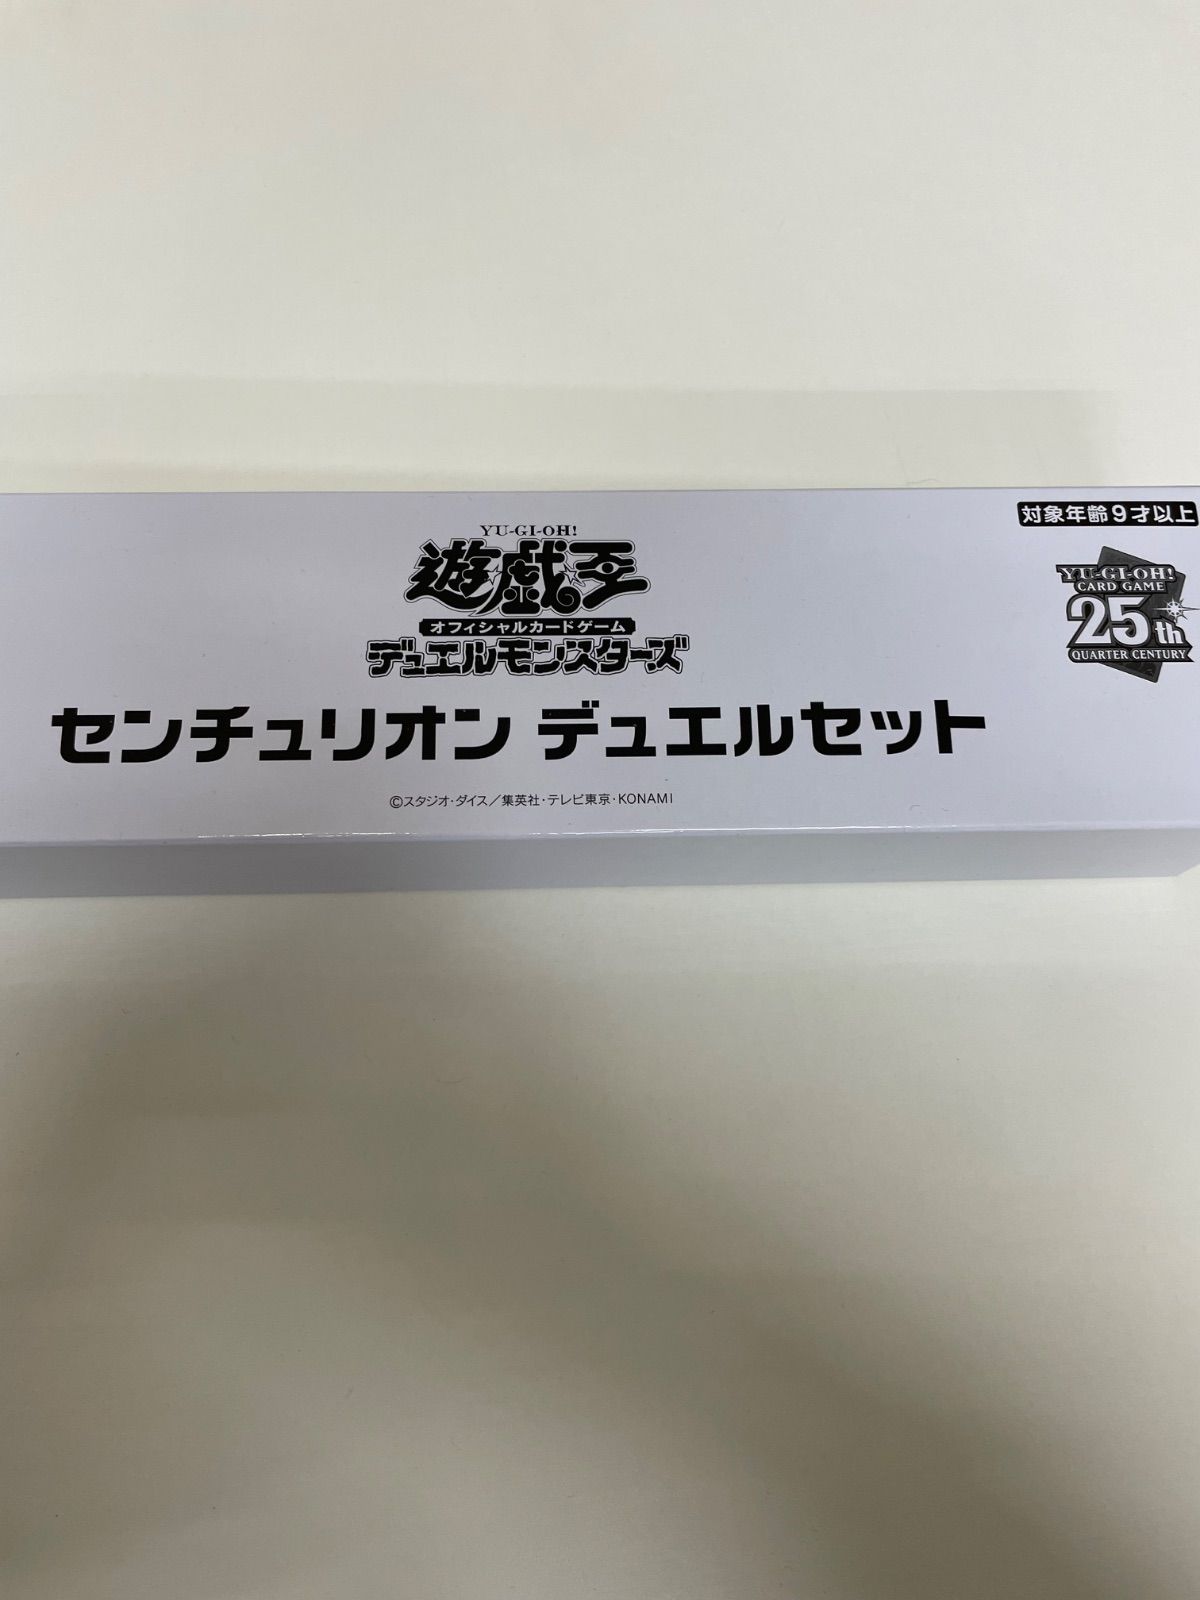 対象年齢9才以上
YU-GI-OH!
遊戯王
オフィシャルカードゲーム
デュエルモンスターズ
YU-GI-OH!
CARD GAME
25th
QUARTER CENTURY
センチュリオン デュエルセット
©スタジオ・ダイス/集英社・テレビ東京・KONAMI